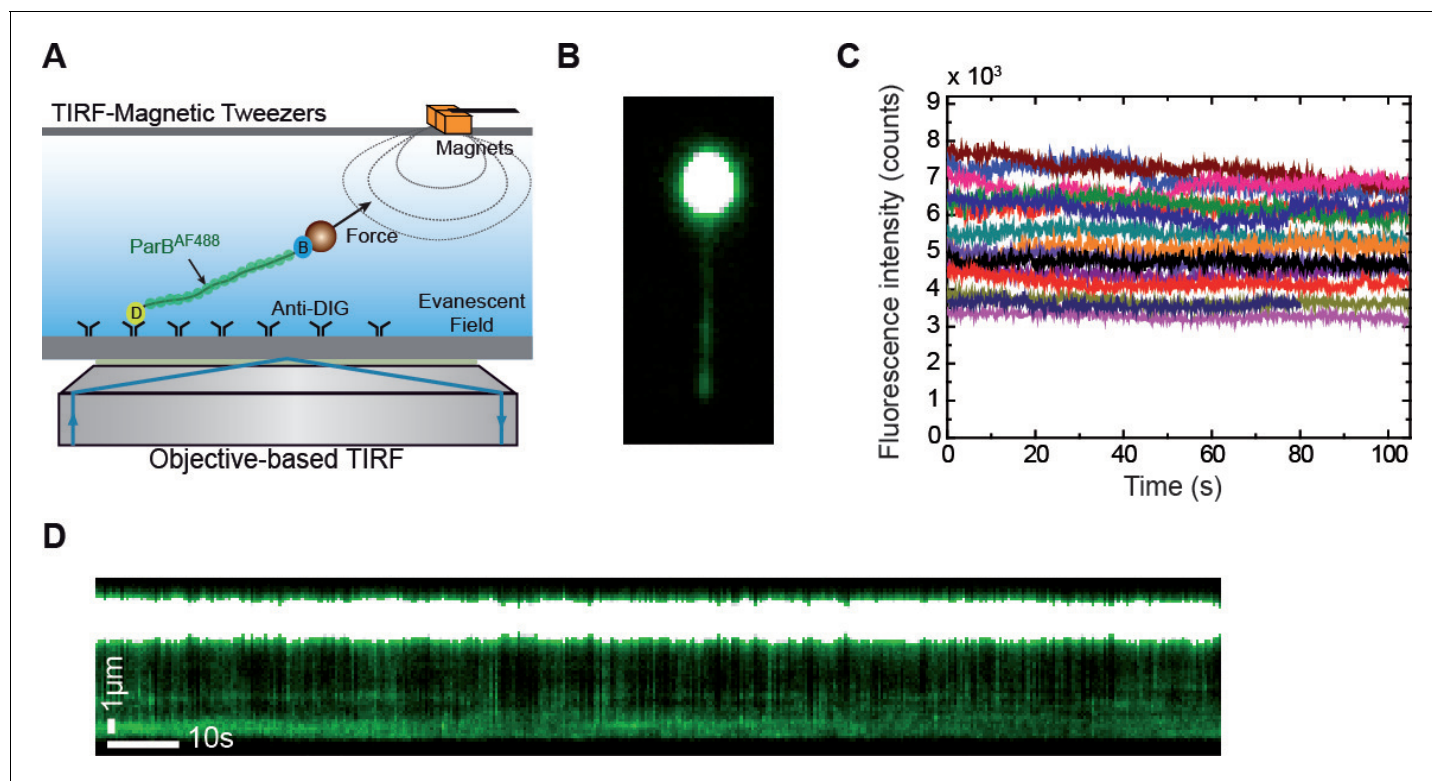 A
TIRF-Magnetic Tweezers
Magnets
Force
B
ParB^AF488
D
Anti-DIG
Evanescent
Field
Objective-based TIRF
B
C
x 10³
Fluorescence intensity (counts)
9
8
7
6
5
4
3
2
1
0
0 20 40 60 80 100
Time (s)
D
1μm
10s